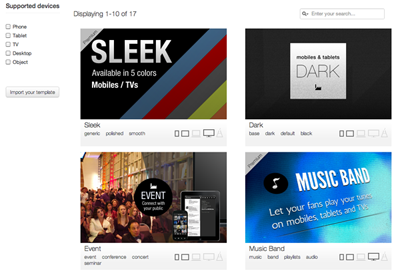 Supported devices
Phone
Tablet
TV
Desktop
Object
Import your template
Displaying 1-10 of 17
Enter your search...
Premium
SLEEK
Available in 5 colors
Mobiles / TVs
Sleek
generic polished smooth
mobiles & tablets
DARK
Dark
base dark default black
EVENT
Connect with
your public
Event
event conference concert
seminar
Premium
MUSIC BAND
Let your fans play your tune
on mobiles, tablets and TVs.
Music Band
music band playlists audio